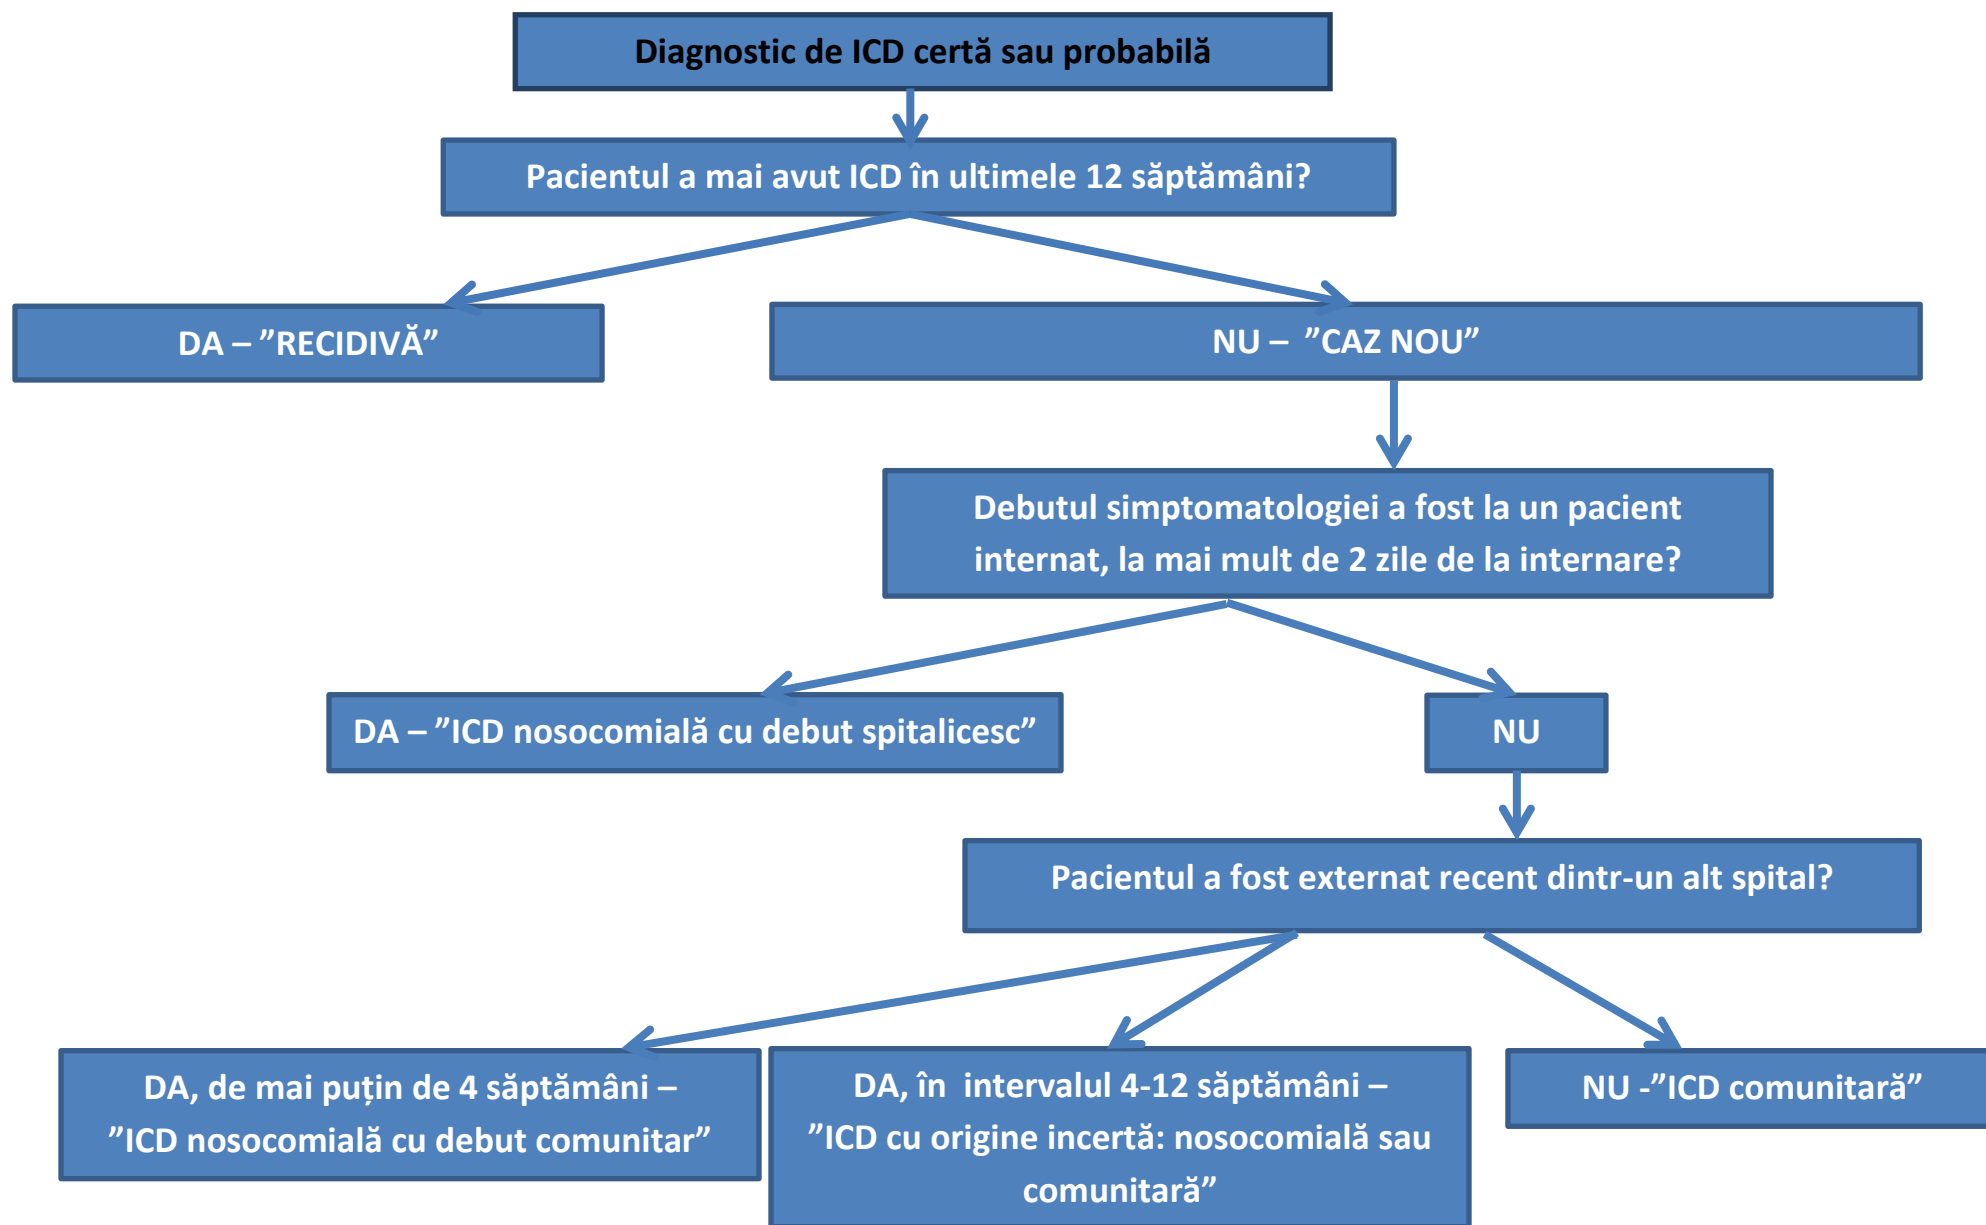 Diagnostic de ICD certă sau probabilă
Pacientul a mai avut ICD în ultimele 12 săptămâni?
DA – ”RECIDIVĂ”
NU – ”CAZ NOU”
Debutul simptomatologiei a fost la un pacient
internat, la mai mult de 2 zile de la internare?
DA – ”ICD nosocomială cu debut spitalicesc”
NU
Pacientul a fost externat recent dintr-un alt spital?
DA, de mai puțin de 4 săptămâni –
”ICD nosocomială cu debut comunitar”
DA, în intervalul 4-12 săptămâni –
”ICD cu origine incertă: nosocomială sau
comunitară”
NU -”ICD comunitară”